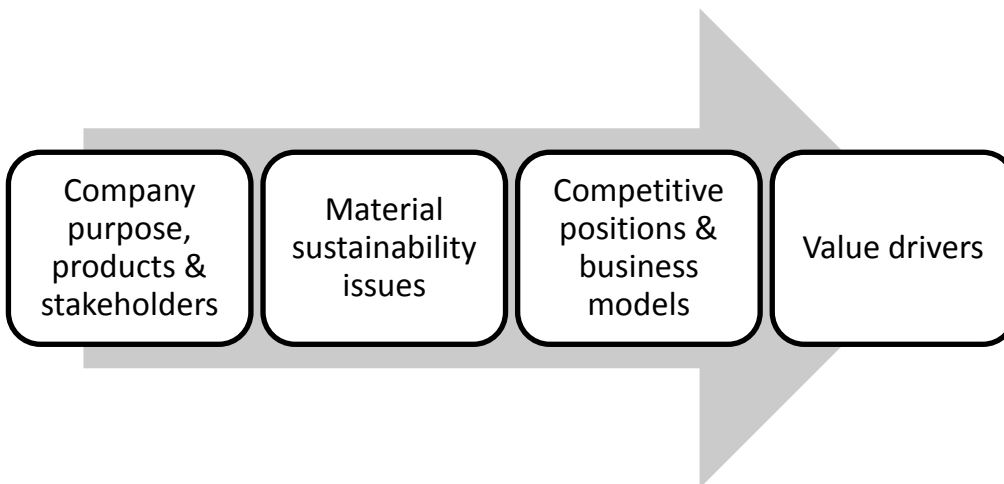 Company
purpose,
products &
stakeholders
Material
sustainability
issues
Competitive
positions &
business
models
Value drivers